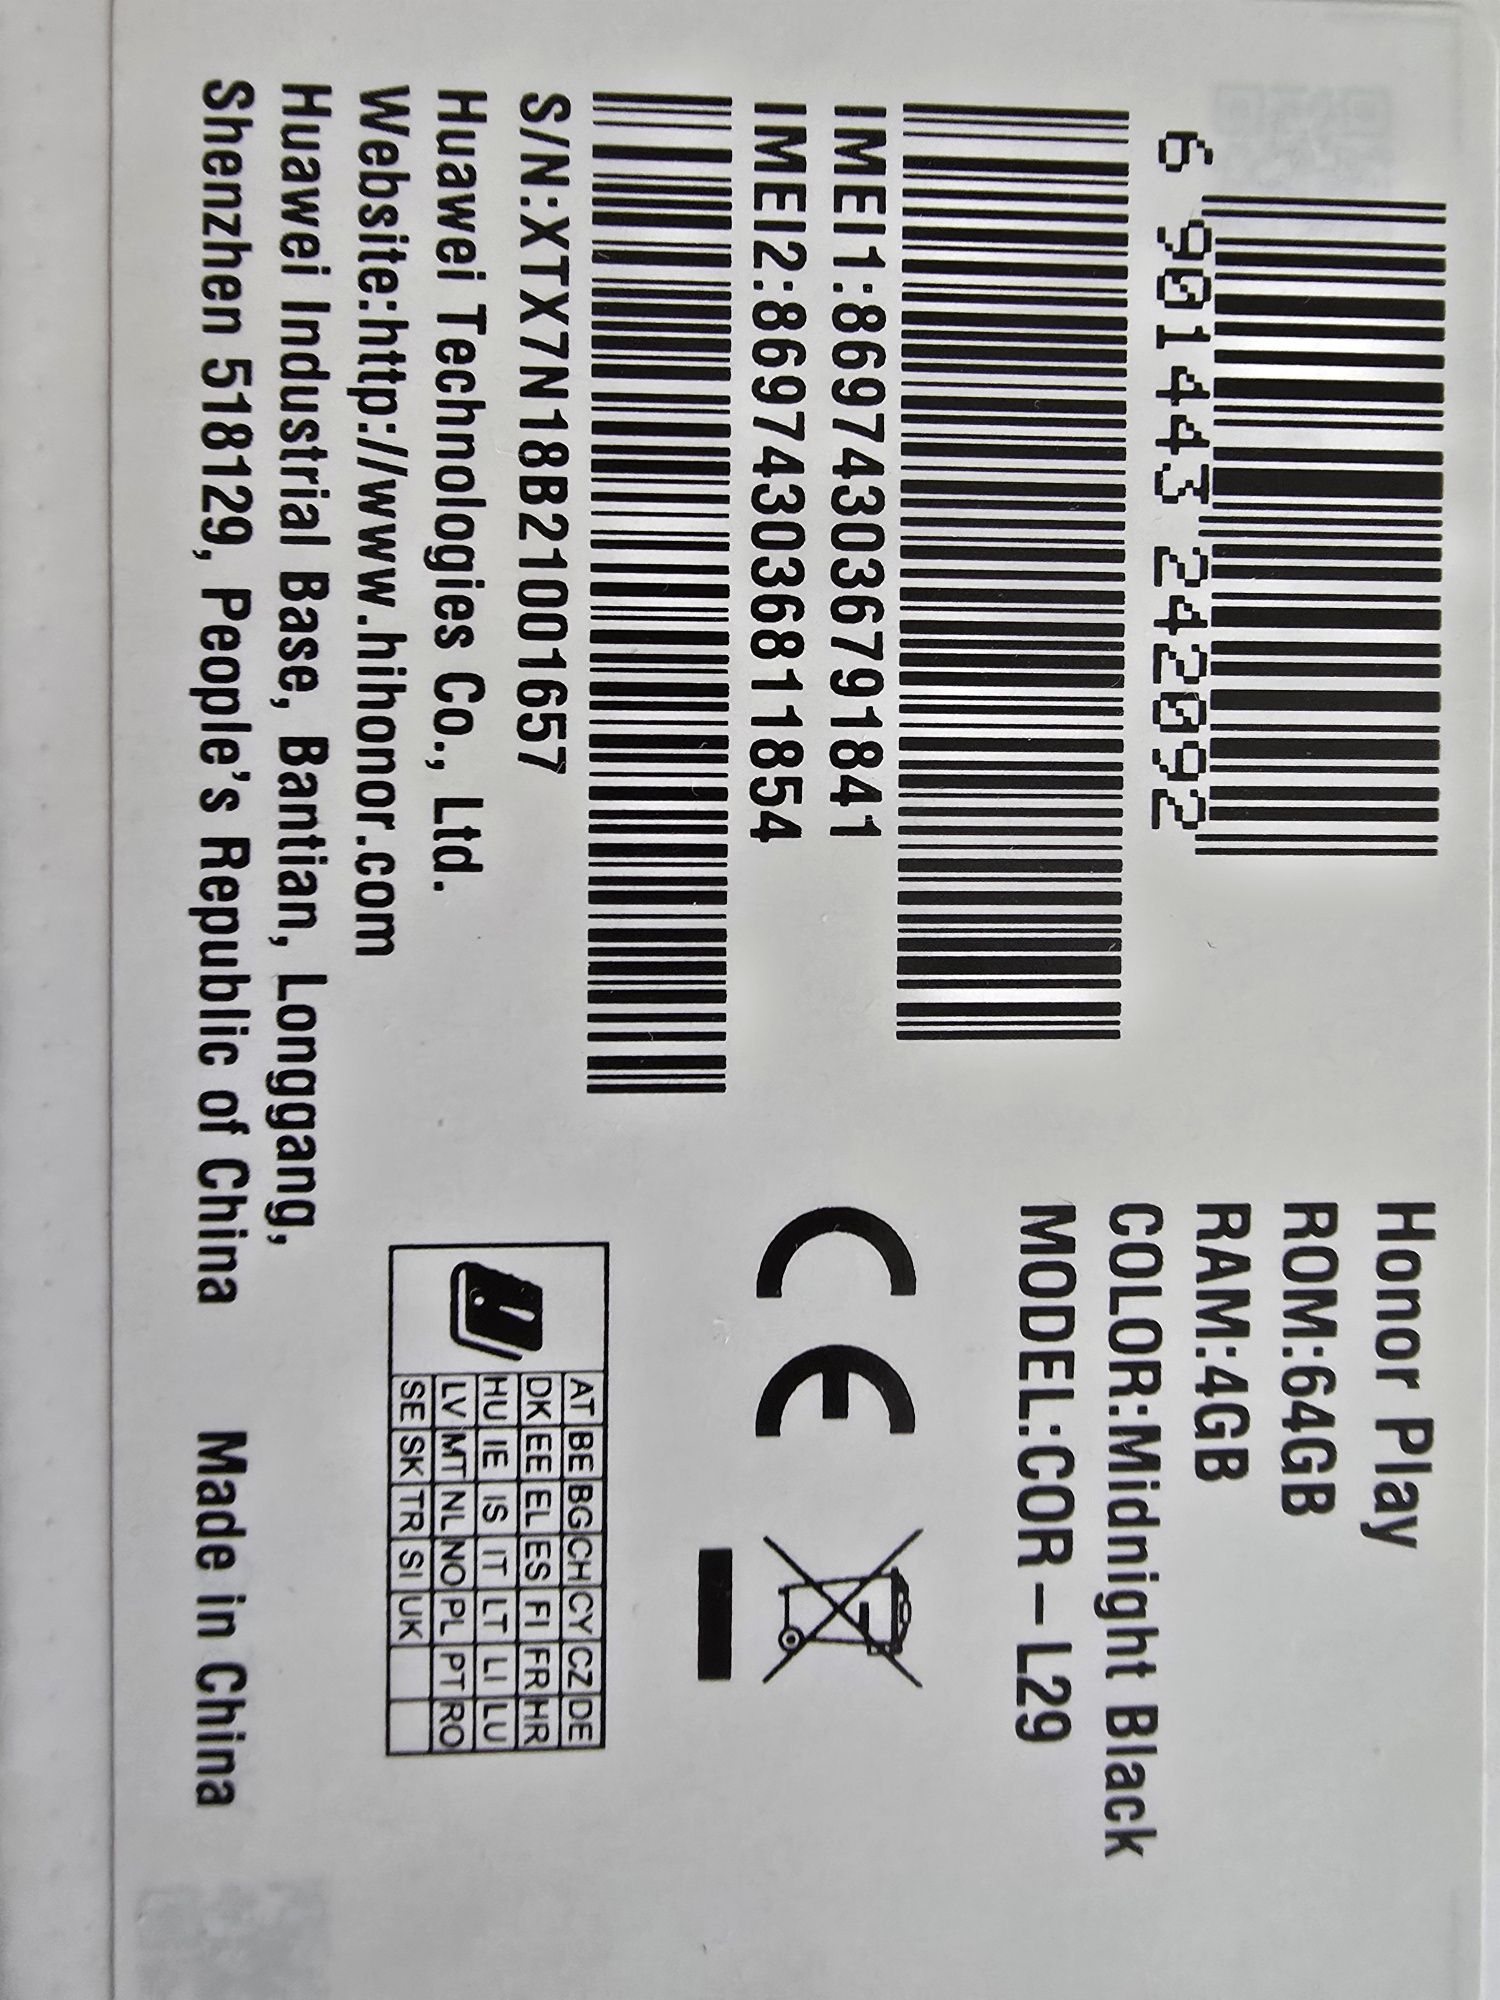 6 901443 242092
IMEI1:869743036791841
IMEI2:869743036811854
S/N:XTX7N18B21001657
Huawei Technologies Co., Ltd.
Website:http://www.hihonor.com
Huawei Industrial Base, Bantian, Longgang,
Shenzhen 518129, People's Republic of China
Made in China
Honor Play
ROM:64GB
RAM:4GB
COLOR:Midnight Black
MODEL:COR-L29
CE
AT BE BG CH CY CZ DE
DK EE EL ES FI FR HR
HU IE IS IT LT LI LU
LV MT NL NO PL PT RO
SE SK TR SI UK